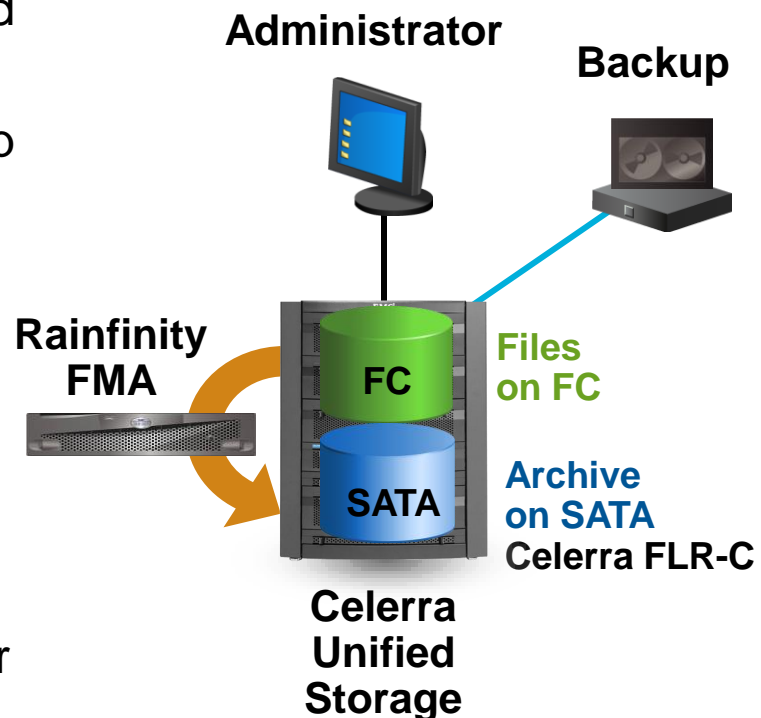 Administrator
Backup
Rainfinity
FMA
FC
Files
on FC
SATA
Archive
on SATA
Celerra FLR-C
Celerra
Unified
Storage